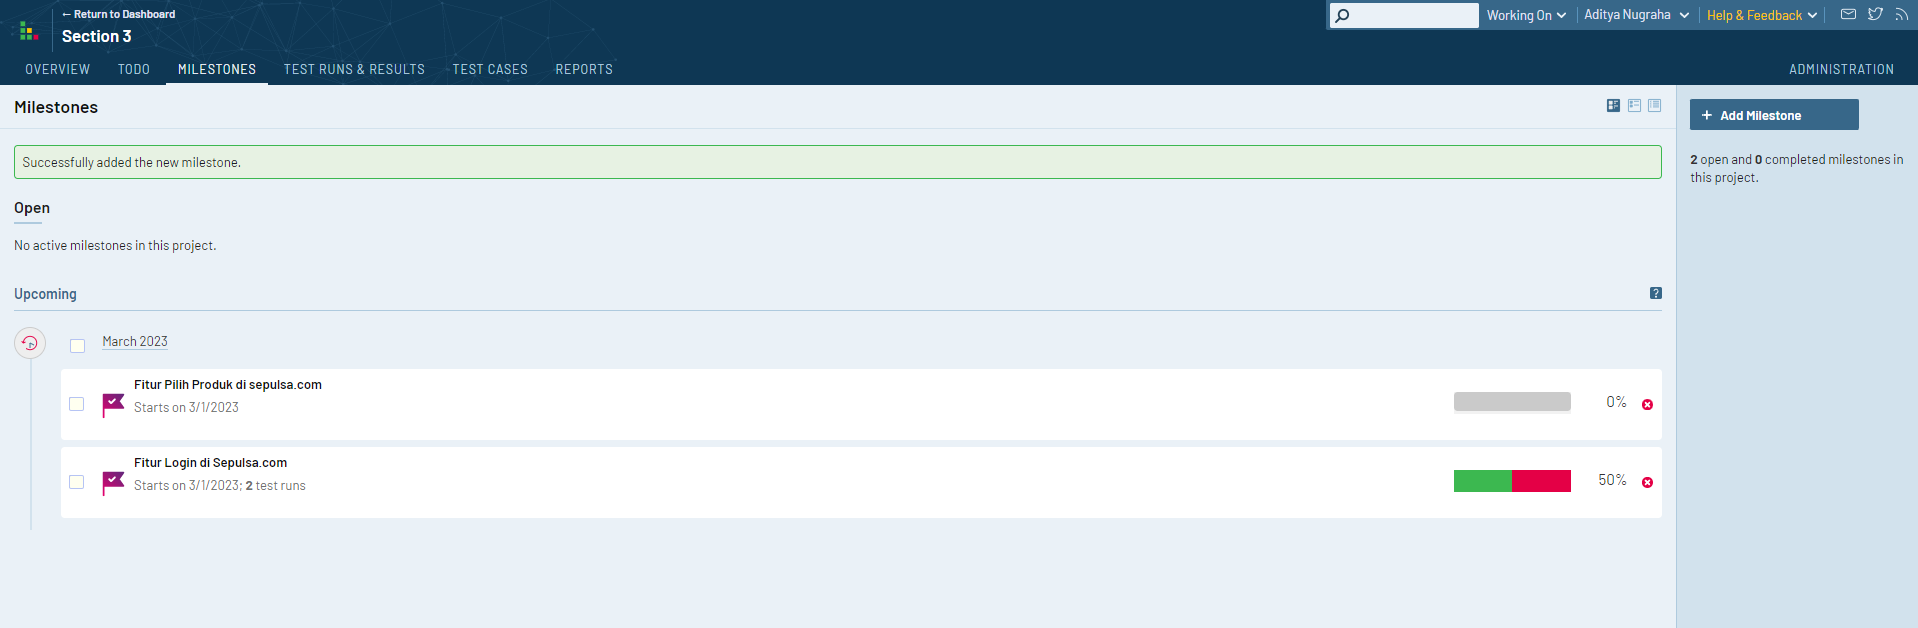 ← Return to Dashboard
Section 3
Working On
Aditya Nugraha
Help & Feedback
OVERVIEW
TODO
MILESTONES
TEST RUNS & RESULTS
TEST CASES
REPORTS
ADMINISTRATION
Milestones
+ Add Milestone
2 open and 0 completed milestones in
this project.
Successfully added the new milestone.
Open
No active milestones in this project.
Upcoming
?
March 2023
Fitur Pilih Produk di sepulsa.com
Starts on 3/1/2023
0%
Fitur Login di Sepulsa.com
Starts on 3/1/2023; 2 test runs
50%